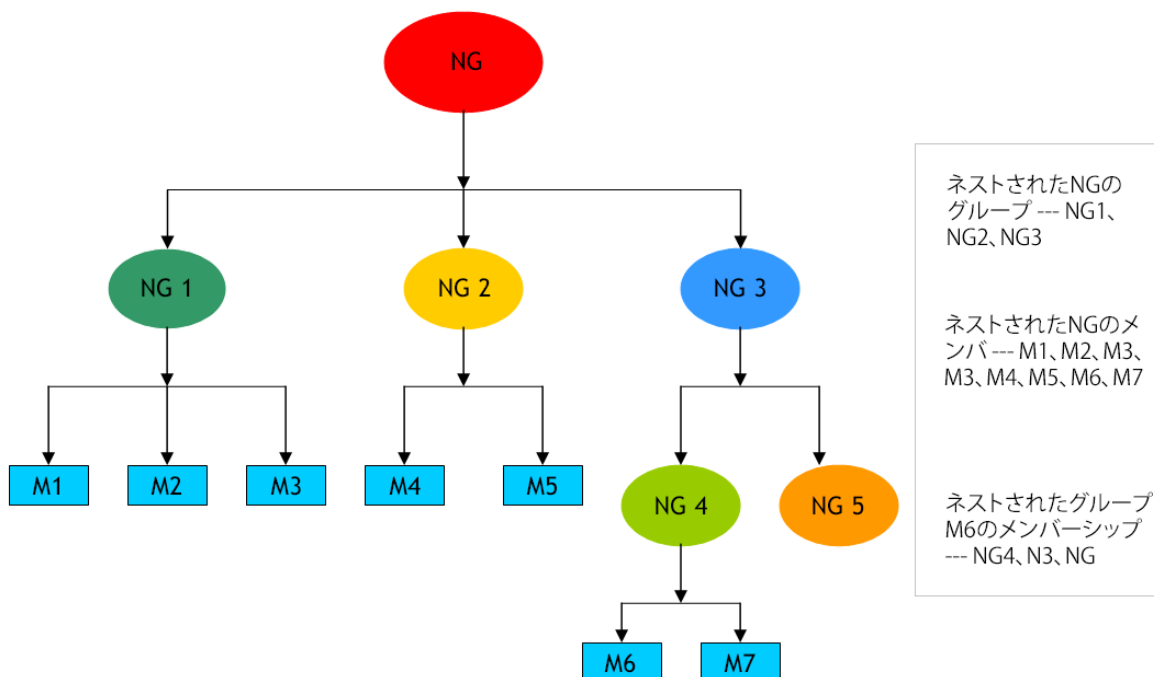 NG
NG 1
NG 2
NG 3
M1
M2
M3
M4
M5
NG 4
NG 5
M6
M7
ネストされたNGの
グループ --- NG1、
NG2、NG3
ネストされたNGのメ
ンバ --- M1、M2、M3、
M3、M4、M5、M6、M7
ネストされたグループ
M6のメンバーシップ
--- NG4、N3、NG